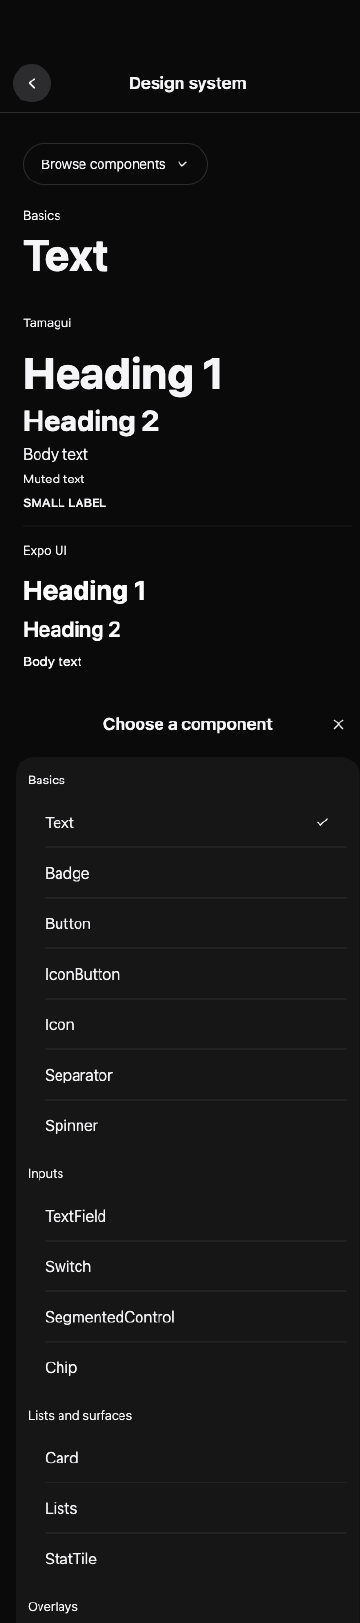 Design system
Browse components
Basics
Text
Tamagui
Heading 1
Heading 2
Body text
Muted text
SMALL LABEL
Expo UI
Heading 1
Heading 2
Body text
Choose a component
Basics
Text
Badge
Button
IconButton
Icon
Separator
Spinner
Inputs
TextField
Switch
SegmentedControl
Chip
Lists and surfaces
Card
Lists
StatTile
Overlays